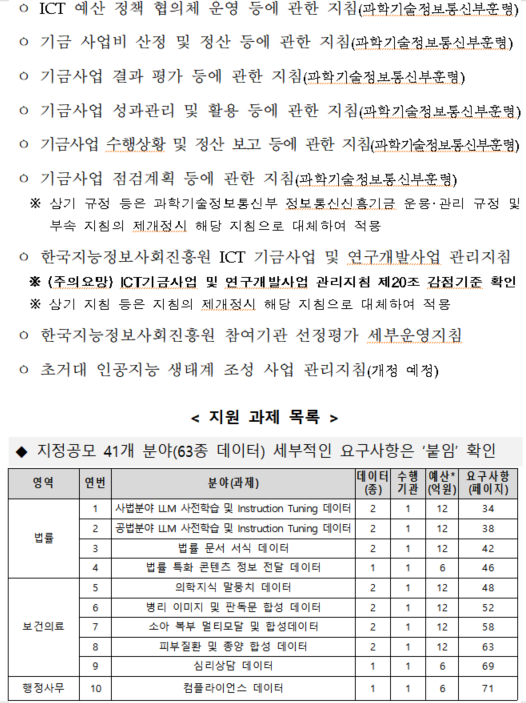 ㅇ ICT 예산 정책 협의체 운영 등에 관한 지침(과학기술정보통신부훈령)
ㅇ 기금 사업비 산정 및 정산 등에 관한 지침(과학기술정보통신부훈령)
ㅇ 기금사업 결과 평가 등에 관한 지침(과학기술정보통신부훈령)
ㅇ 기금사업 성과관리 및 활용 등에 관한 지침(과학기술정보통신부훈령)
ㅇ 기금사업 수행상황 및 정산 보고 등에 관한 지침(과학기술정보통신부훈령)
ㅇ 기금사업 점검계획 등에 관한 지침(과학기술정보통신부훈령)
※ 상기 규정 등은 과학기술정보통신부 정보통신진흥기금 운용·관리 규정 및
부속 지침의 제개정시 해당 지침으로 대체하여 적용
ㅇ 한국지능정보사회진흥원 ICT 기금사업 및 연구개발사업 관리지침
※ (주의요망) ICT기금사업 및 연구개발사업 관리지침 제20조 감점기준 확인
※ 상기 지침 등은 지침의 제개정시 해당 지침으로 대체하여 적용
ㅇ 한국지능정보사회진흥원 참여기관 선정평가 세부운영지침
ㅇ 초거대 인공지능 생태계 조성 사업 관리지침(개정 예정)
< 지원 과제 목록 >
◆ 지정공모 41개 분야(63종 데이터) 세부적인 요구사항은 ‘붙임’ 확인
영역 연번 분야(과제) 데이터(종) 수행기관 예산*(억원) 요구사항(페이지)
법률 1 사법분야 LLM 사전학습 및 Instruction Tuning 데이터 2 1 12 34
2 공법분야 LLM 사전학습 및 Instruction Tuning 데이터 2 1 12 38
3 법률 문서 서식 데이터 2 1 12 42
4 법률 특화 콘텐츠 정보 전달 데이터 1 1 6 46
보건의료 5 의학지식 말뭉치 데이터 2 1 12 48
6 병리 이미지 및 판독문 합성 데이터 2 1 12 52
7 소아 복부 멀티모달 및 합성데이터 2 1 12 58
8 피부질환 및 종양 합성 데이터 2 1 12 63
9 심리상담 데이터 1 1 6 69
행정사무 10 컴플라이언스 데이터 1 1 6 71